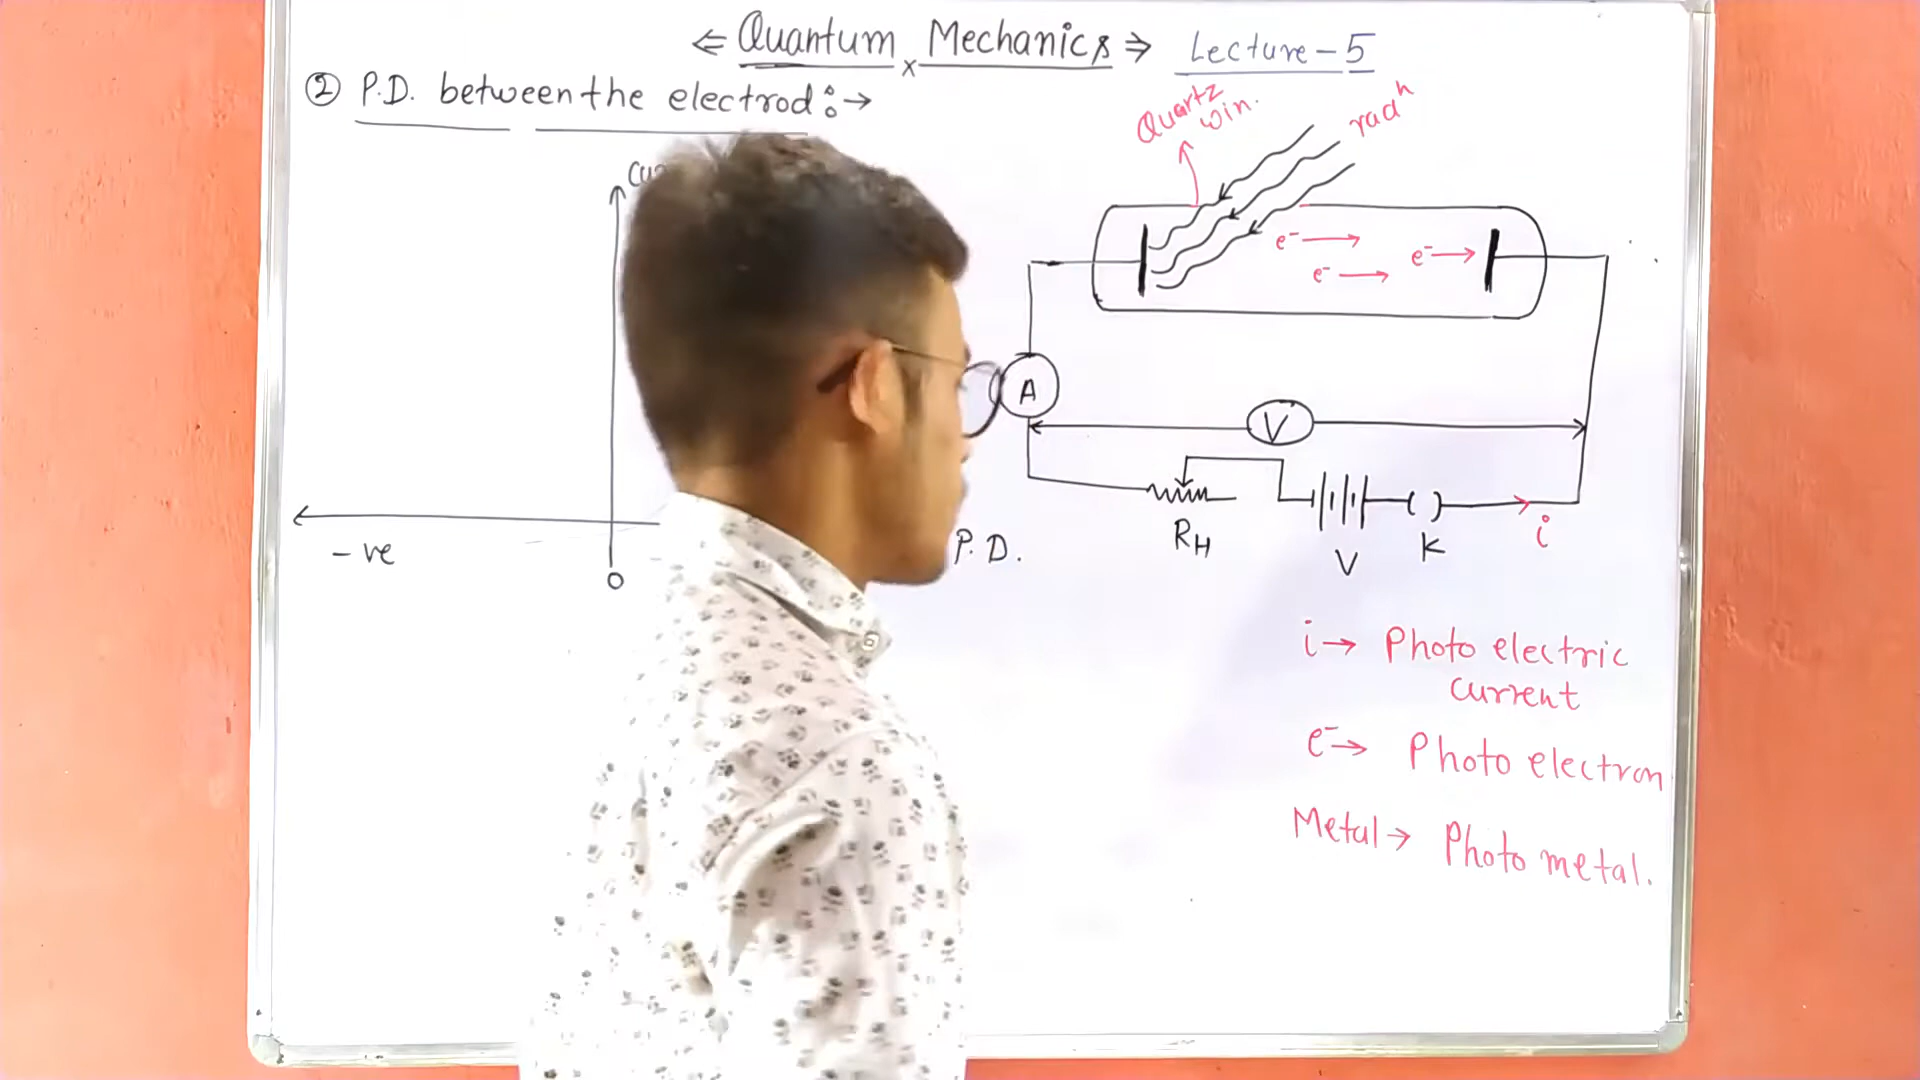 ⇐ Quantum Mechanics ⇒ Lecture-5
x
② P.D. between the electrod:→
Quartz
win.
radⁿ
e⁻ → e⁻ →
e⁻ →
A
V
- ve
0
P.D.
RH
V
K
i
i → Photo electric
current
e⁻ → Photo electron
Metal → Photo metal.